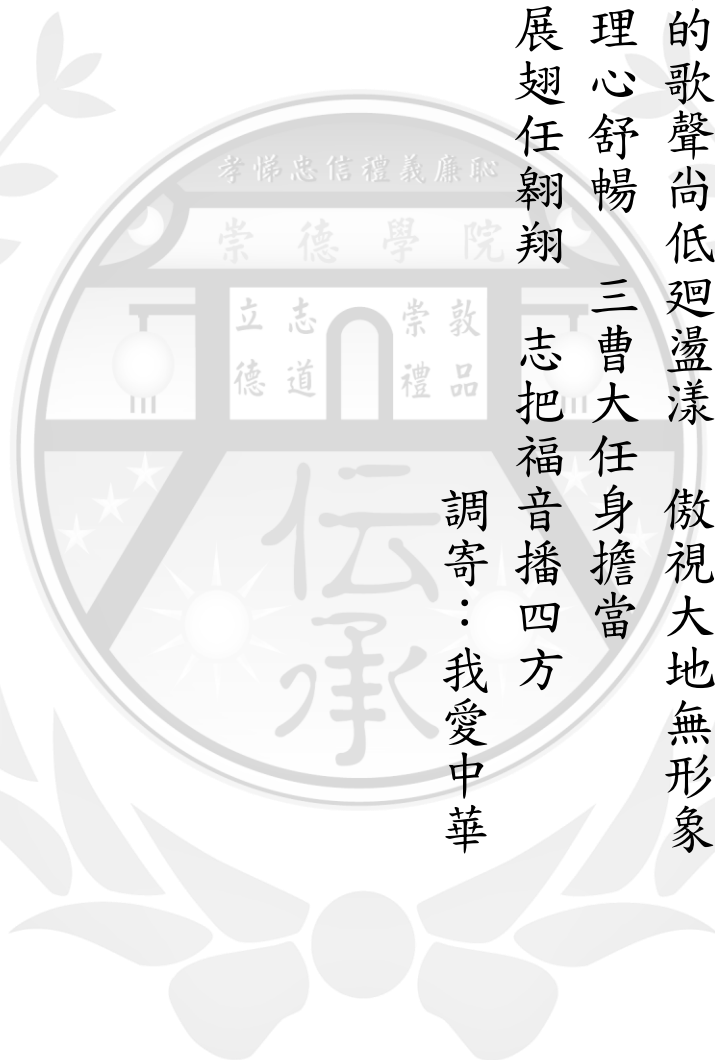 的歌聲尚低迴盪漾　傲視大地無形象
理心舒暢　三曹大任身擔當
展翅任翱翔　志把福音播四方
調寄：我愛中華
孝悌忠信禮義廉恥
崇德學院
敦品崇禮
立志道德
伝承